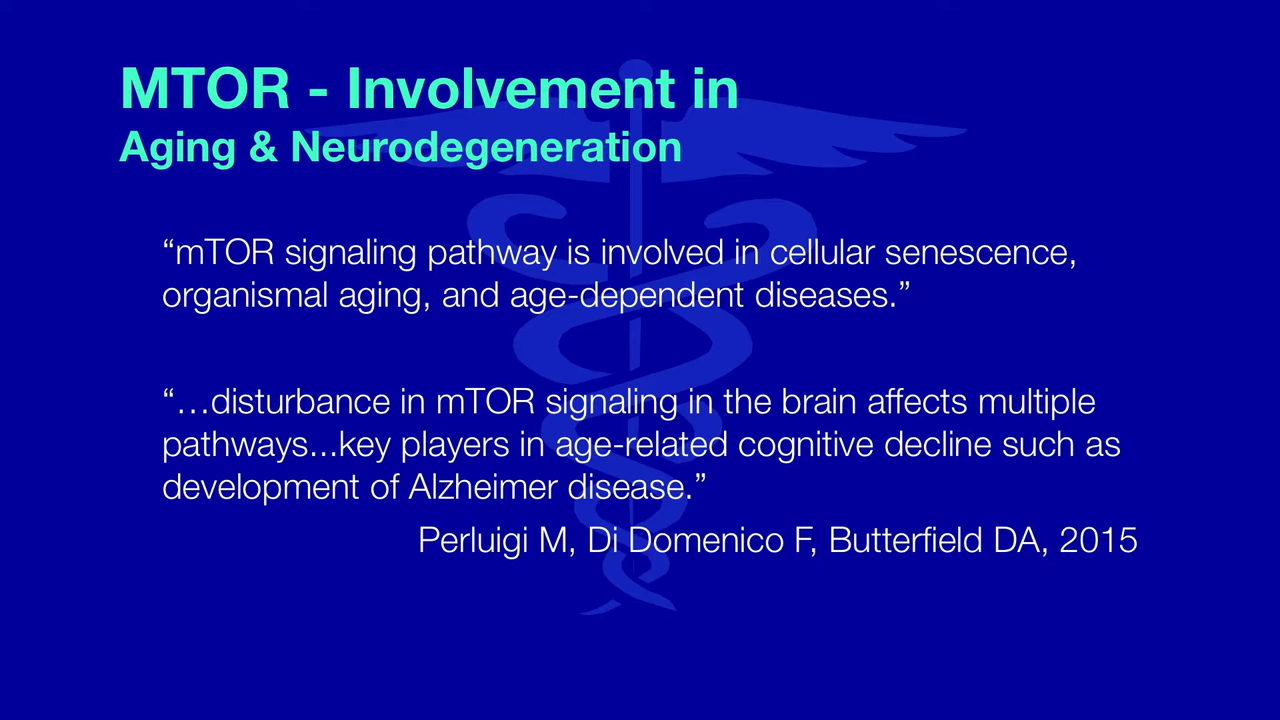 MTOR - Involvement in
Aging & Neurodegeneration
“mTOR signaling pathway is involved in cellular senescence,
organismal aging, and age-dependent diseases.”
“…disturbance in mTOR signaling in the brain affects multiple
pathways...key players in age-related cognitive decline such as
development of Alzheimer disease.”
Perluigi M, Di Domenico F, Butterfield DA, 2015